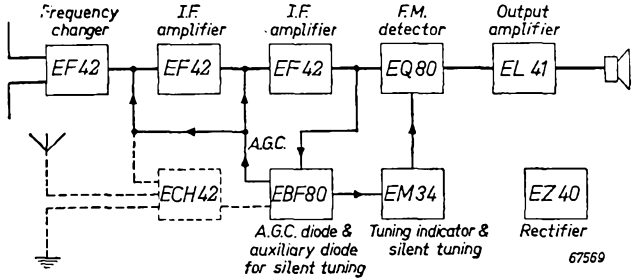 Frequency changer
I.F. amplifier
I.F. amplifier
F.M. detector
Output amplifier
EF42
EF42
EF42
EQ80
EL41
A.G.C.
ECH42
EBF80
EM34
EZ40
A.G.C. diode & auxiliary diode for silent tuning
Tuning indicator & silent tuning
Rectifier
67569